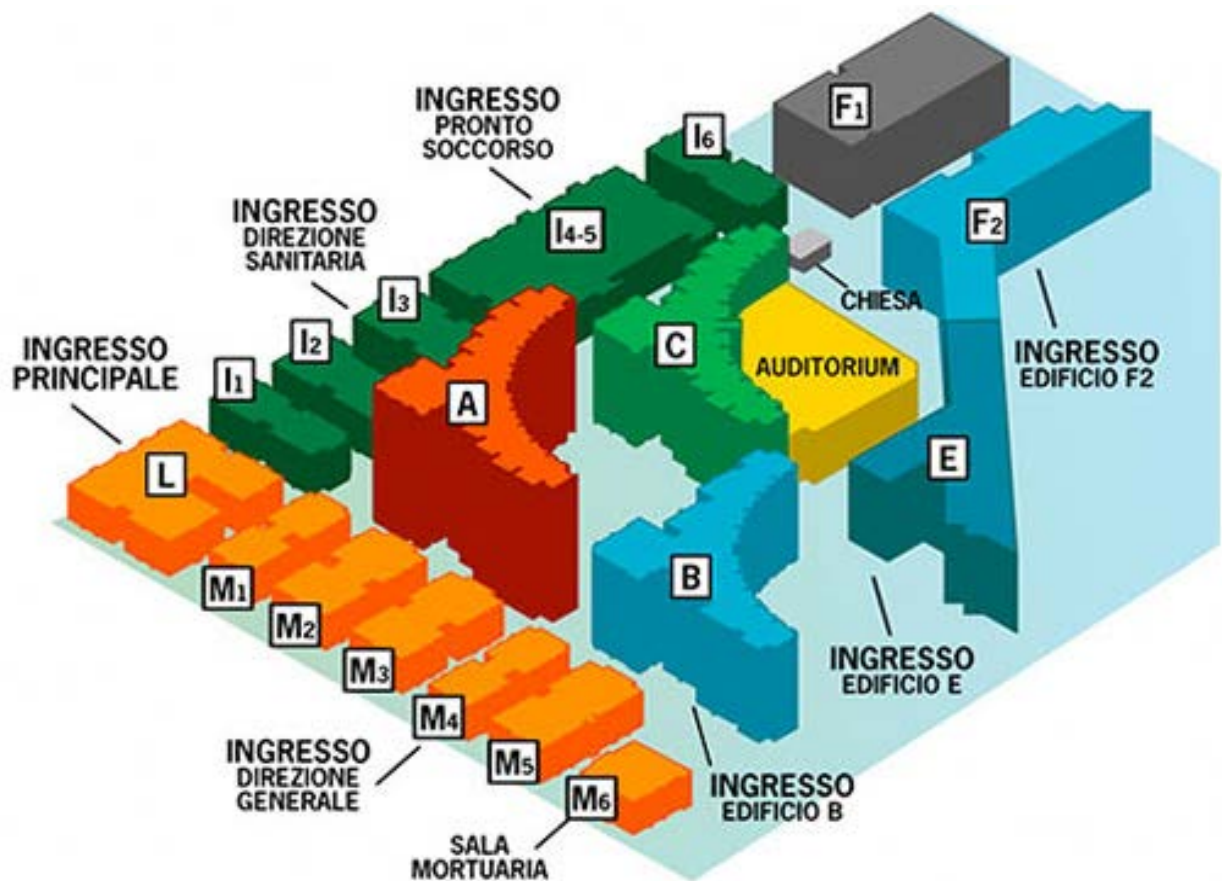 F1
INGRESSO
PRONTO
SOCCORSO
I6
F2
I4-5
INGRESSO
DIREZIONE
SANITARIA
CHIESA
I3
I2
C
INGRESSO
EDIFICIO F2
INGRESSO
PRINCIPALE
I1
A
AUDITORIUM
L
E
M1
B
M2
M3
INGRESSO
EDIFICIO E
M4
INGRESSO
DIREZIONE
GENERALE
M5
M6
INGRESSO
EDIFICIO B
SALA
MORTUARIA